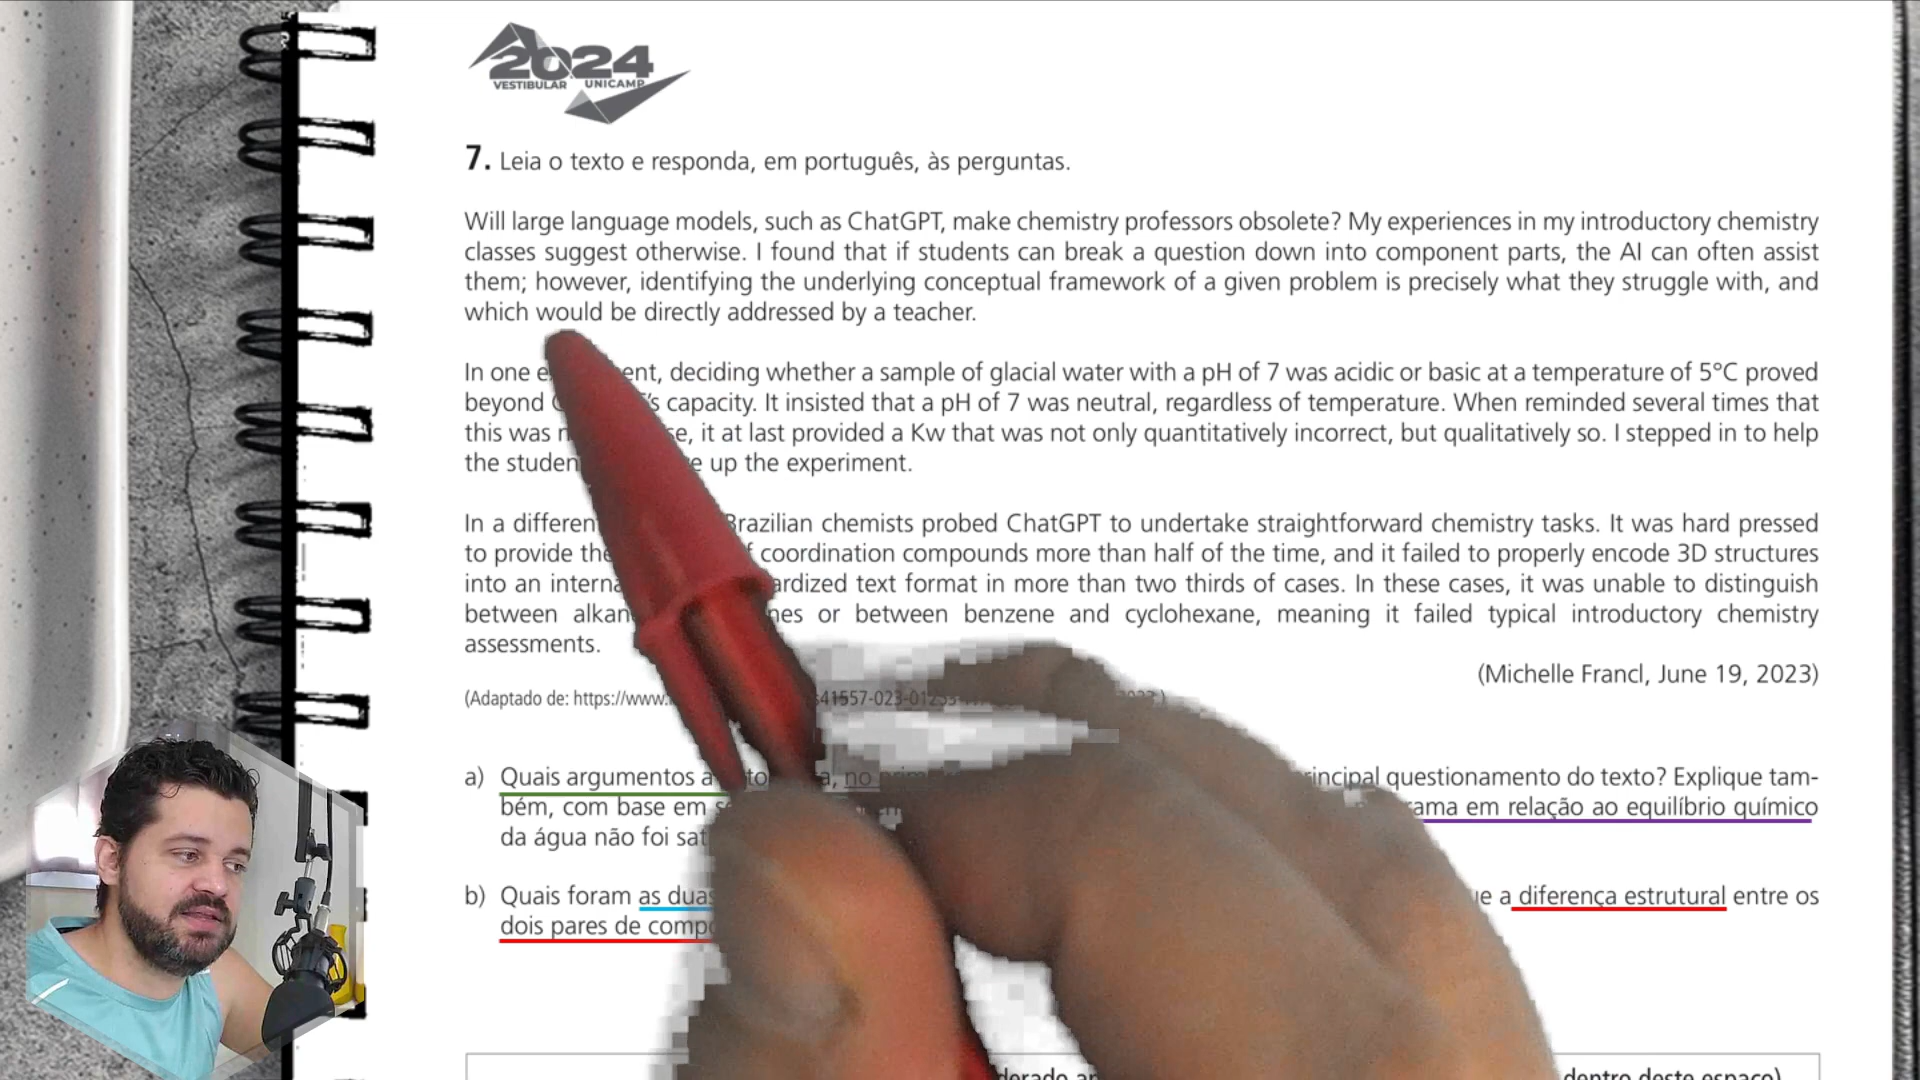 2024
VESTIBULAR UNICAMP
7. Leia o texto e responda, em português, às perguntas.
Will large language models, such as ChatGPT, make chemistry professors obsolete? My experiences in my introductory chemistry
classes suggest otherwise. I found that if students can break a question down into component parts, the AI can often assist
them; however, identifying the underlying conceptual framework of a given problem is precisely what they struggle with, and
which would be directly addressed by a teacher.
In one ent, deciding whether a sample of glacial water with a pH of 7 was acidic or basic at a temperature of 5°C proved
beyond 's capacity. It insisted that a pH of 7 was neutral, regardless of temperature. When reminded several times that
this was se, it at last provided a Kw that was not only quantitatively incorrect, but qualitatively so. I stepped in to help
the studen e up the experiment.
In a differen Brazilian chemists probed ChatGPT to undertake straightforward chemistry tasks. It was hard pressed
to provide the f coordination compounds more than half of the time, and it failed to properly encode 3D structures
into an interna ardized text format in more than two thirds of cases. In these cases, it was unable to distinguish
between alkan nes or between benzene and cyclohexane, meaning it failed typical introductory chemistry
assessments.
(Michelle Francl, June 19, 2023)
(Adaptado de: https://www. s41557-023-01253
a) Quais argumentos a to a, no rincipal questionamento do texto? Explique tam-
bém, com base em se ama em relação ao equilíbrio químico
da água não foi sat
b) Quais foram as duas ue a diferença estrutural entre os
dois pares de compo
derado dentro deste espaço)